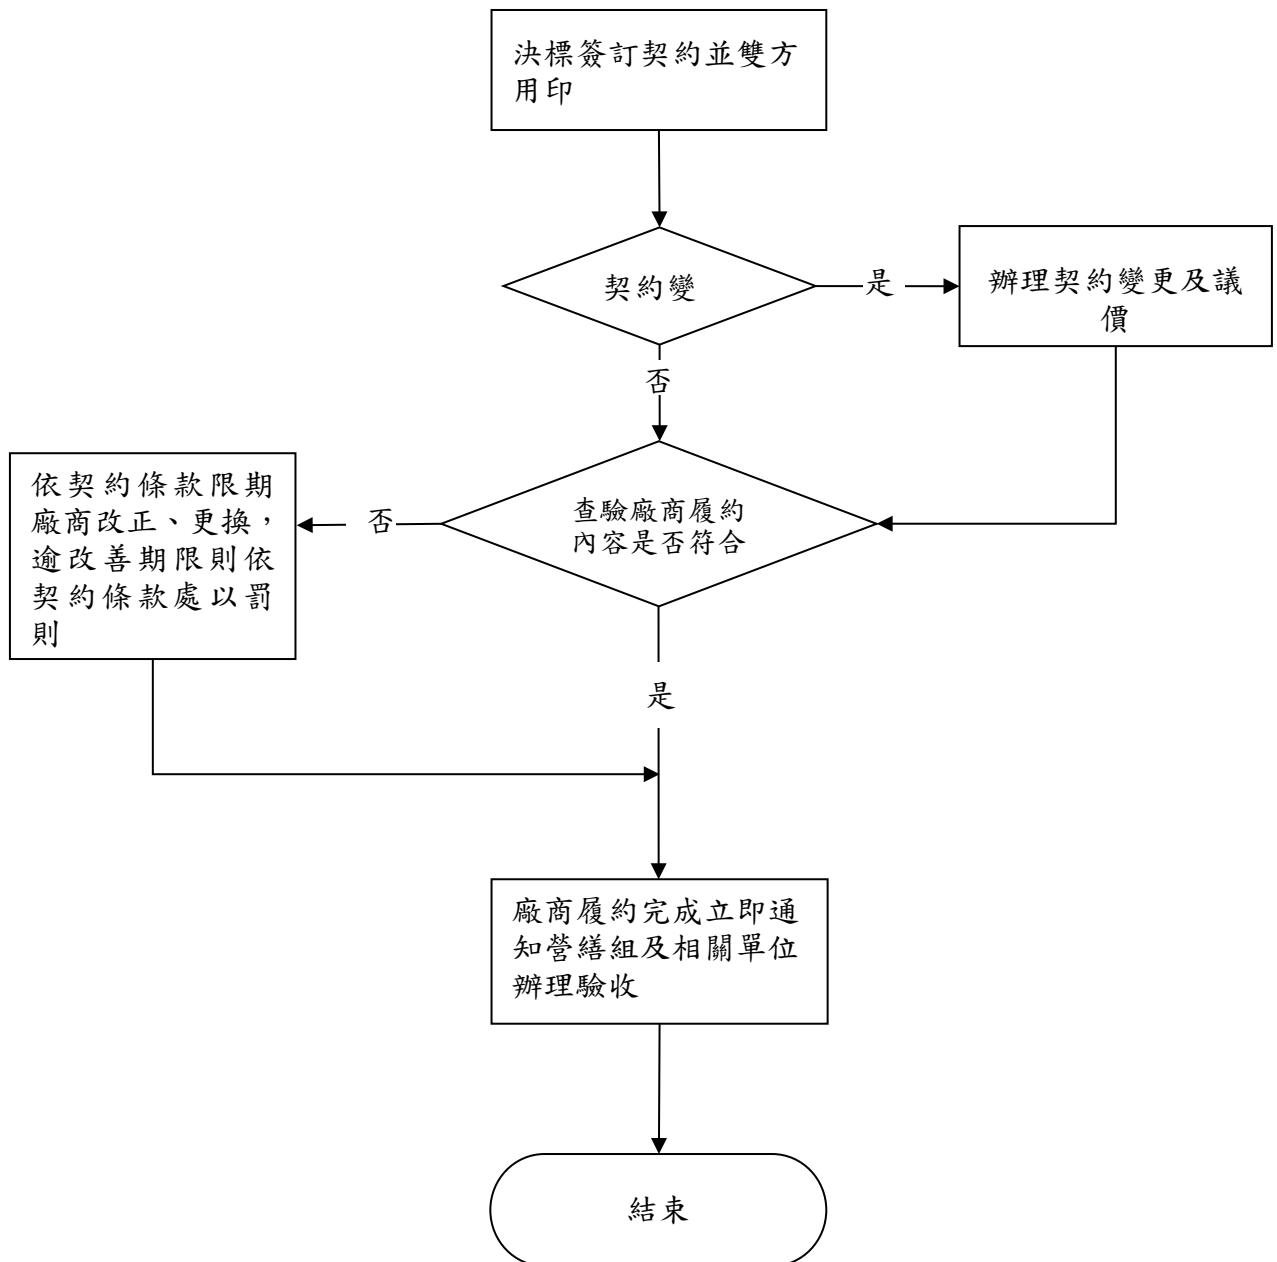 決標簽訂契約並雙方
用印
契約變
是
辦理契約變更及議
價
否
查驗廠商履約
內容是否符合
否
依契約條款限期
廠商改正、更換，
逾改善期限則依
契約條款處以罰
則
是
廠商履約完成立即通
知營繕組及相關單位
辦理驗收
結束